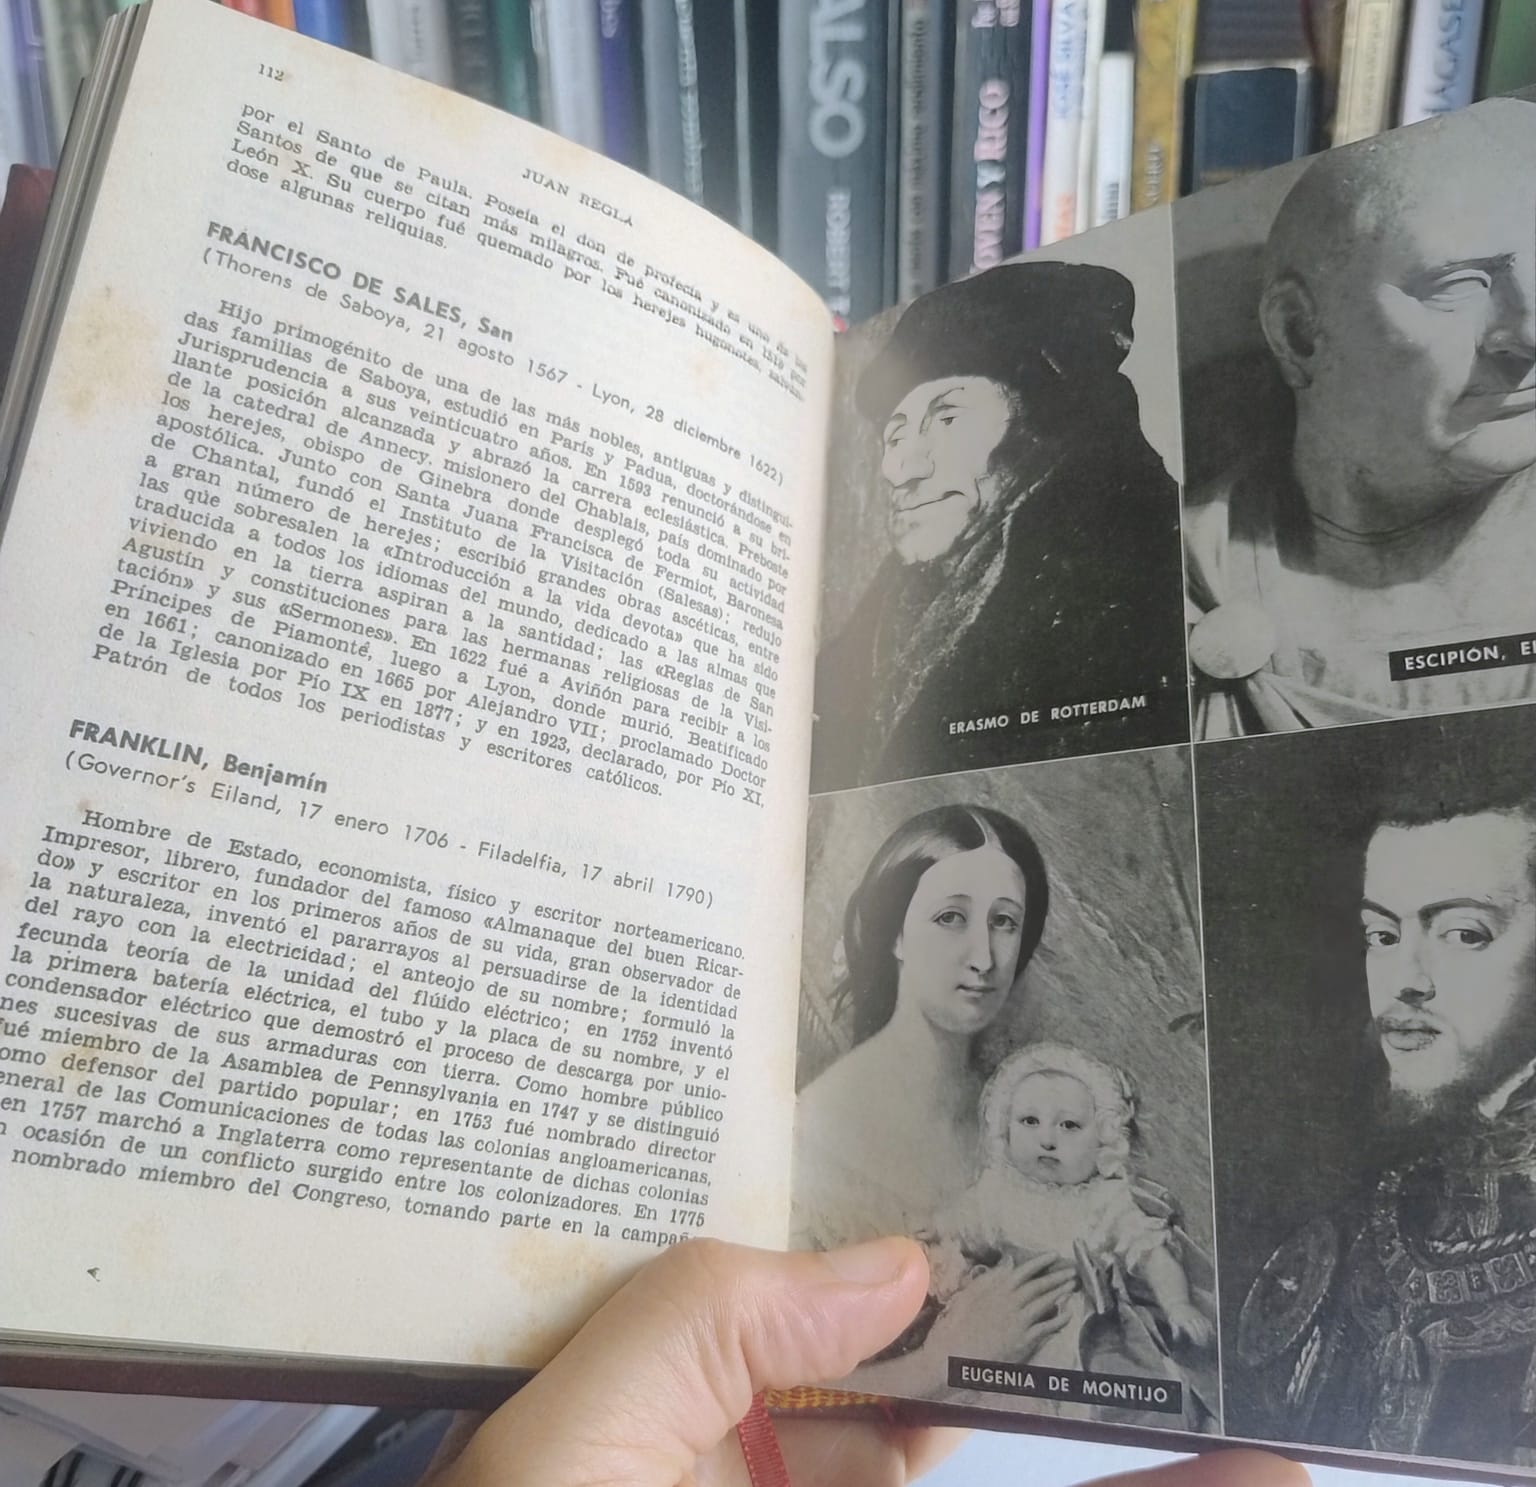 112
JUAN REGLÁ
por el Santo de Paula. Poseía el don de profecía y es uno de los
Santos de que se citan más milagros. Fué canonizado en 1519 por
León X. Su cuerpo fué quemado por los herejes hugonotes, salván-
dose algunas reliquias.
FRANCISCO DE SALES, San
(Thorens de Saboya, 21 agosto 1567 - Lyon, 28 diciembre 1622)
Hijo primogénito de una de las más nobles, antiguas y distingui-
das familias de Saboya, estudió en París y Padua, doctorándose en
Jurisprudencia a sus veinticuatro años. En 1593 renunció a su bri-
llante posición alcanzada y abrazó la carrera eclesiástica. Preboste
de la catedral de Annecy, misionero del Chablais, país dominado por
los herejes, obispo de Ginebra donde desplegó toda su actividad
apostólica. Junto con Santa Juana Francisca de Fermiot, Baronesa
de Chantal, fundó el Instituto de la Visitación (Salesas); redujo
a gran número de herejes; escribió grandes obras ascéticas, entre
las que sobresalen la «Introducción a la vida devota» que ha sido
traducida a todos los idiomas del mundo, dedicado a las almas que
viviendo en la tierra aspiran a la santidad; las «Reglas de San
Agustín y constituciones para las hermanas religiosas de la Visi-
tación» y sus «Sermones». En 1622 fué a Aviñón para recibir a los
Príncipes de Piamonte, luego a Lyon, donde murió. Beatificado
en 1661; canonizado en 1665 por Alejandro VII; proclamado Doctor
de la Iglesia por Pío IX en 1877; y en 1923, declarado, por Pío XI,
Patrón de todos los periodistas y escritores católicos.
FRANKLIN, Benjamín
(Governor's Eiland, 17 enero 1706 - Filadelfia, 17 abril 1790)
Hombre de Estado, economista, físico y escritor norteamericano.
Impresor, librero, fundador del famoso «Almanaque del buen Ricar-
do» y escritor en los primeros años de su vida, gran observador de
la naturaleza, inventó el pararrayos al persuadirse de la identidad
del rayo con la electricidad; el anteojo de su nombre; formuló la
fecunda teoría de la unidad del flúido eléctrico; en 1752 inventó
la primera batería eléctrica, el tubo y la placa de su nombre, y el
condensador eléctrico que demostró el proceso de descarga por unio-
nes sucesivas de sus armaduras con tierra. Como hombre público
fué miembro de la Asamblea de Pennsylvania en 1747 y se distinguió
como defensor del partido popular; en 1753 fué nombrado director
general de las Comunicaciones de todas las colonias angloamericanas,
en 1757 marchó a Inglaterra como representante de dichas colonias
ocasión de un conflicto surgido entre los colonizadores. En 1775
nombrado miembro del Congreso, tomando parte en la campaña
ERASMO DE ROTTERDAM
ESCIPIÓN, EL
EUGENIA DE MONTIJO
JOVEN Y RICO
ROBERT
JOSÉ SILVA